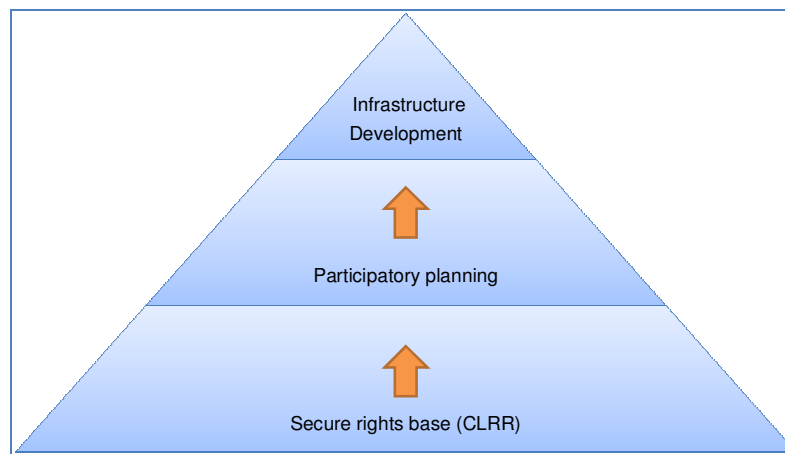 Infrastructure
Development
Participatory planning
Secure rights base (CLRR)